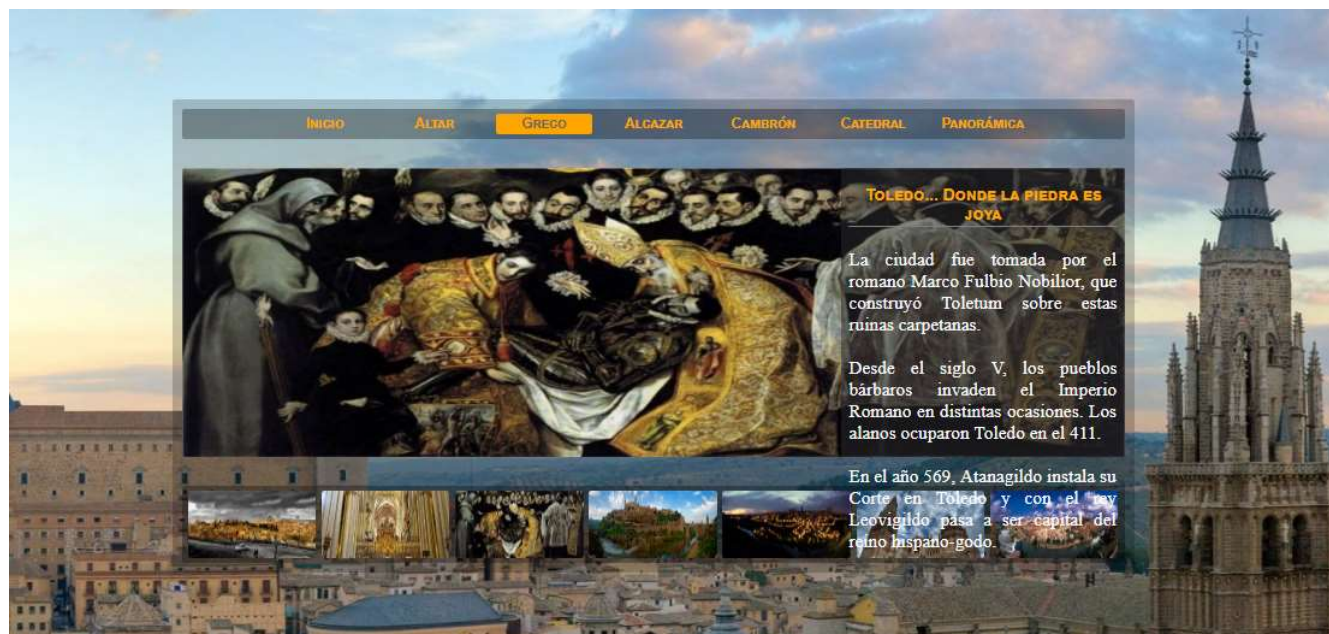 Inicio Altar Greco Alcazar Cambrón Catedral Panorámica
Toledo... Donde la piedra es
joya
La ciudad fue tomada por el
romano Marco Fulbio Nobilior, que
construyó Toletum sobre estas
ruinas carpetanas.
Desde el siglo V, los pueblos
bárbaros invaden el Imperio
Romano en distintas ocasiones. Los
alanos ocuparon Toledo en el 411.
En el año 569, Atanagildo instala su
Corte en Toledo y con el rey
Leovigildo pasa a ser capital del
reino hispano-godo.